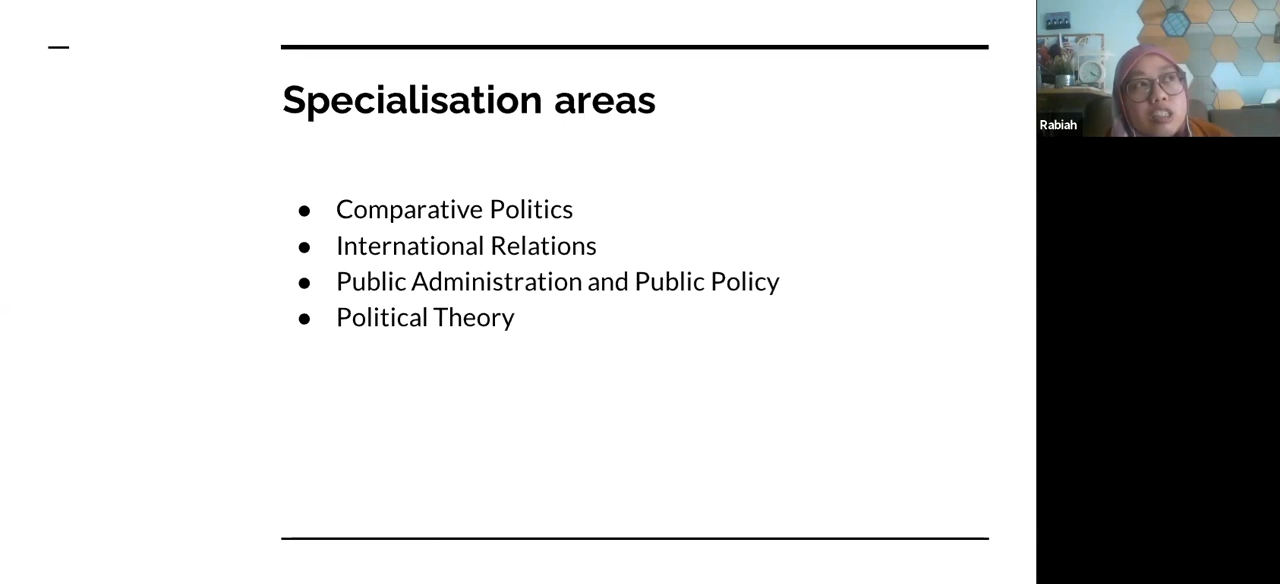 Specialisation areas
● Comparative Politics
● International Relations
● Public Administration and Public Policy
● Political Theory
Rabiah